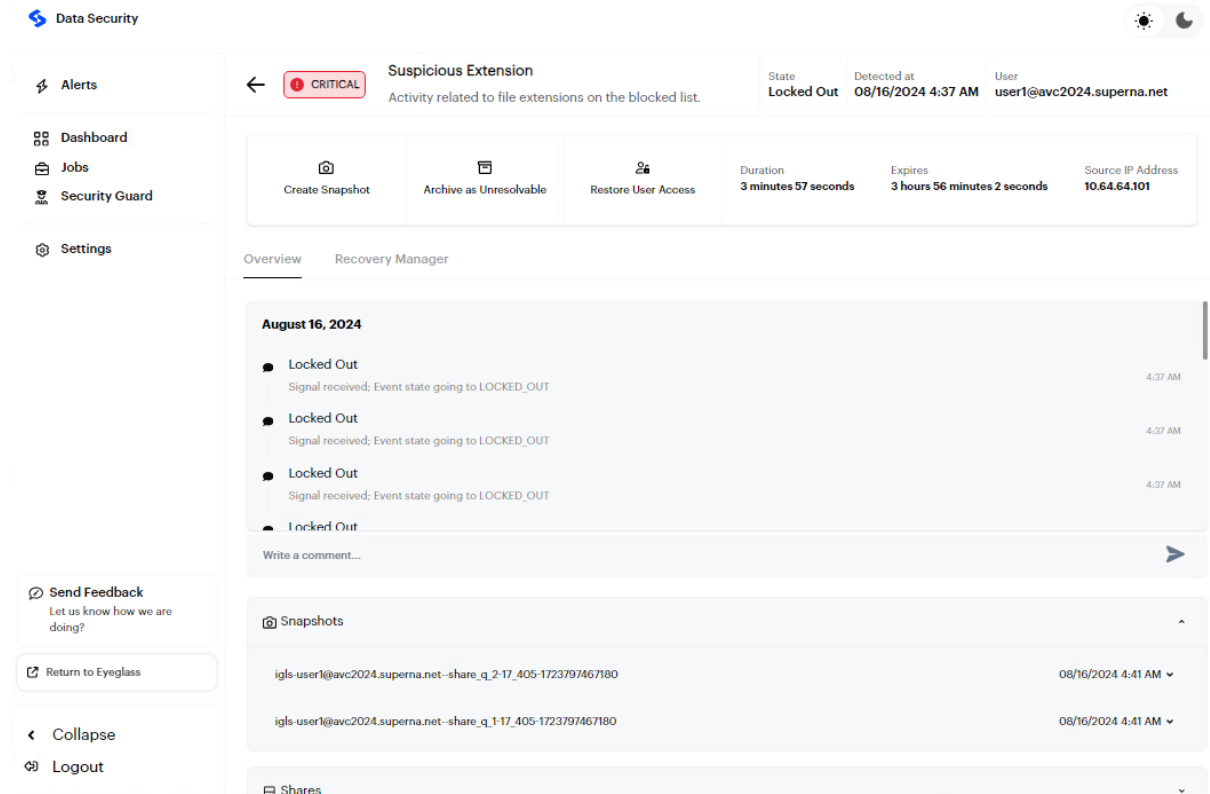 Data Security
Alerts
Dashboard
Jobs
Security Guard
Settings
Send Feedback
Let us know how we are
doing?
Return to Eyeglass
Collapse
Logout
CRITICAL
Suspicious Extension
Activity related to file extensions on the blocked list.
State
Locked Out
Detected at
08/16/2024 4:37 AM
User
user1@avc2024.superna.net
Create Snapshot
Archive as Unresolvable
Restore User Access
Duration
3 minutes 57 seconds
Expires
3 hours 56 minutes 2 seconds
Source IP Address
10.64.64.101
Overview
Recovery Manager
August 16, 2024
Locked Out
Signal received; Event state going to LOCKED_OUT
4:37 AM
Locked Out
Signal received; Event state going to LOCKED_OUT
4:37 AM
Locked Out
Signal received; Event state going to LOCKED_OUT
4:37 AM
Locked Out
Write a comment...
Snapshots
igls-user1@avc2024.superna.net--share_q_2-17_405-1723797467180
08/16/2024 4:41 AM
igls-user1@avc2024.superna.net--share_q_1-17_405-1723797467180
08/16/2024 4:41 AM
Shares